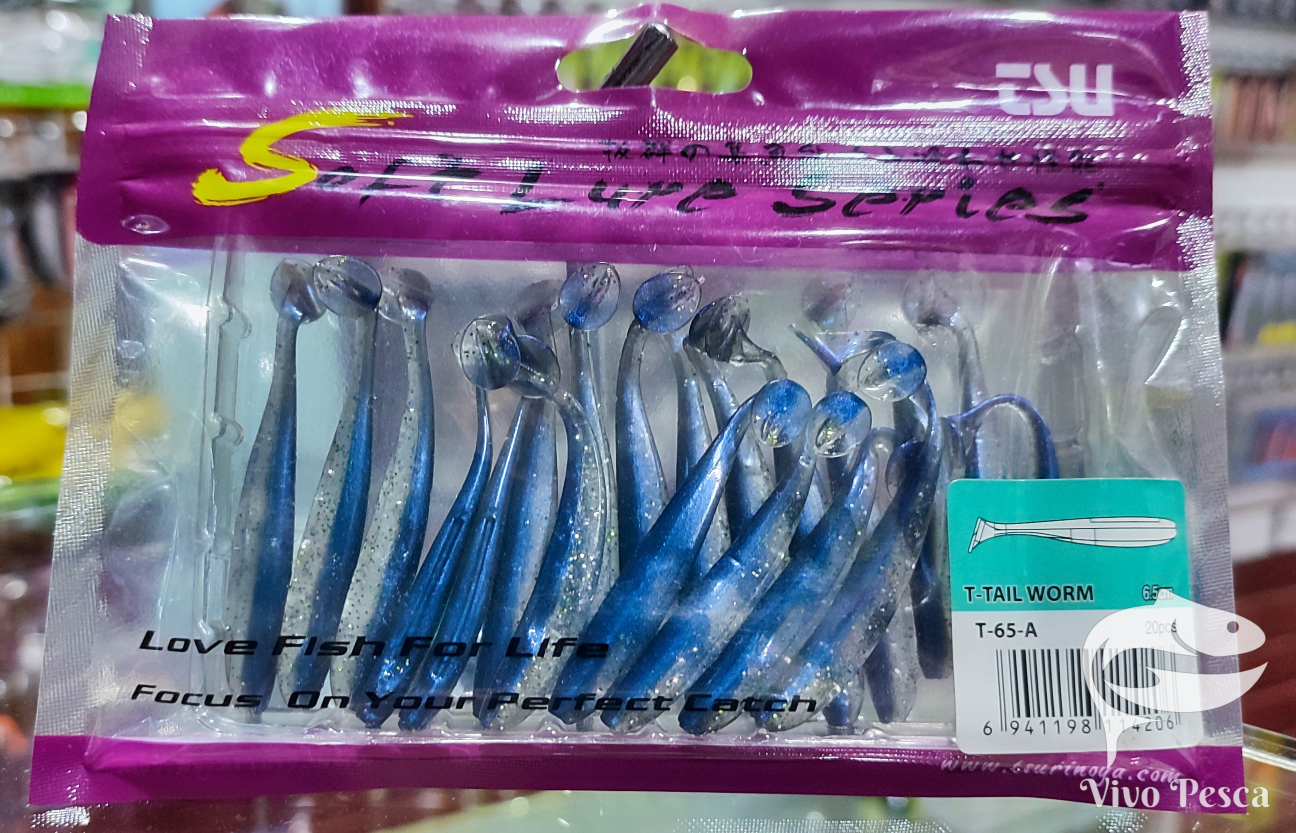 TSU
Soft Lure Series
Love Fish For Life
Focus On Your Perfect Catch
T-TAIL WORM 6.5cm
T-65-A 20pcs
6 941198 114206
www.tsurinoya.com
Vivo Pesca